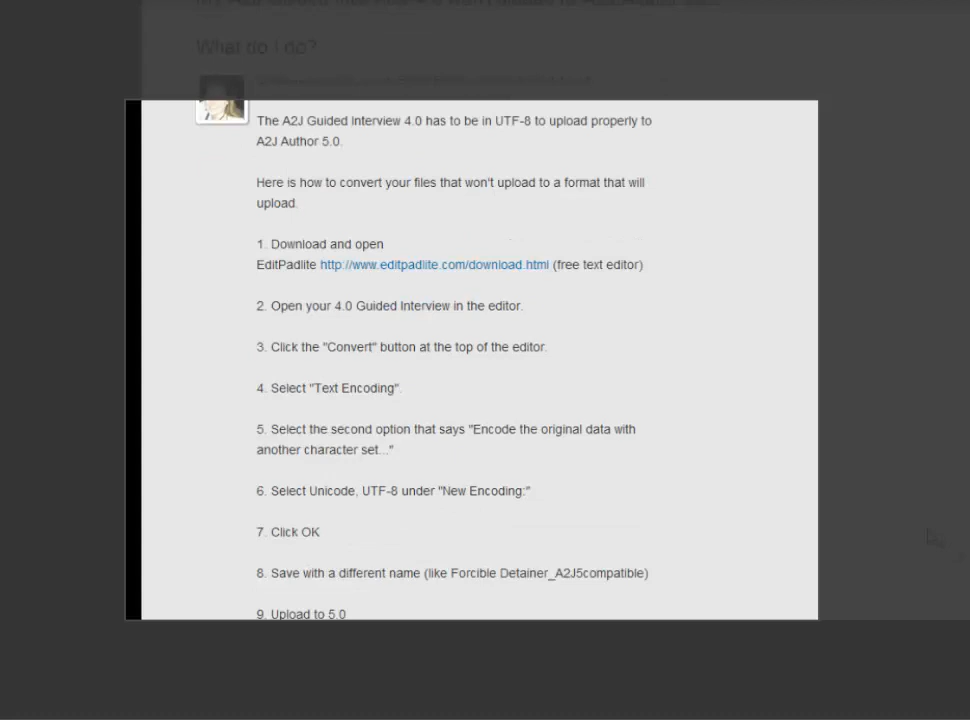 What do I do?
The A2J Guided Interview 4.0 has to be in UTF-8 to upload properly to
A2J Author 5.0.
Here is how to convert your files that won't upload to a format that will
upload.
1. Download and open
EditPadlite http://www.editpadlite.com/download.html (free text editor)
2. Open your 4.0 Guided Interview in the editor.
3. Click the "Convert" button at the top of the editor.
4. Select "Text Encoding".
5. Select the second option that says "Encode the original data with
another character set..."
6. Select Unicode, UTF-8 under "New Encoding:"
7. Click OK
8. Save with a different name (like Forcible Detainer_A2J5compatible)
9. Upload to 5.0